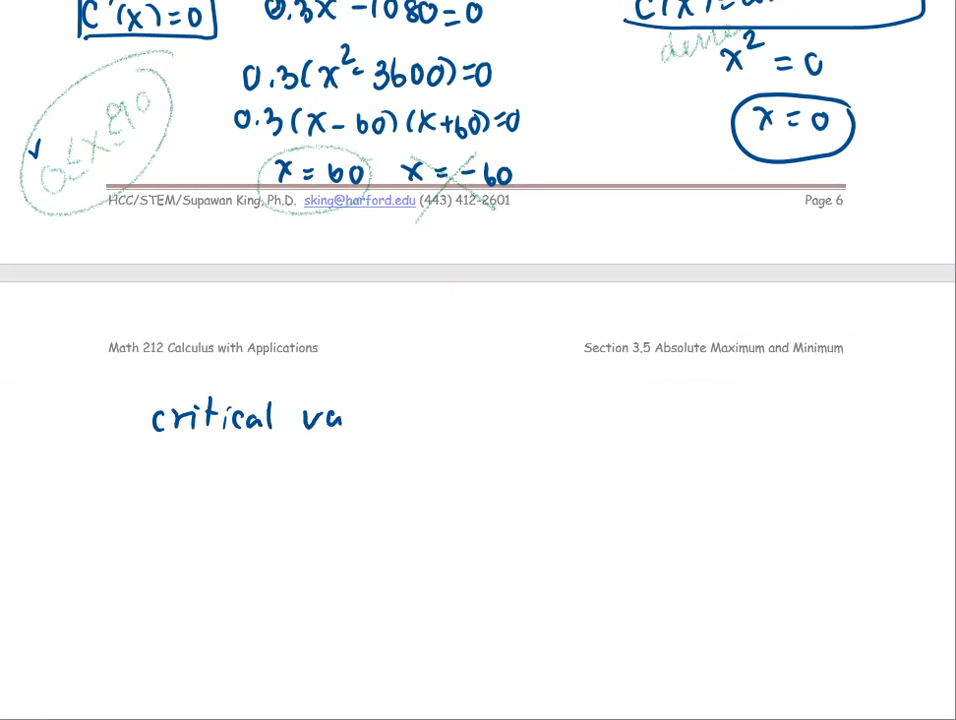 C'(x)=0
0.3x² -1080=0
0.3(x²-3600)=0
x² = 0
0<x≤90
0.3(x-60)(x+60)=0
x = 0
x = 60 x = -60
HCC/STEM/Supawan King, Ph.D. sking@harford.edu (443) 412-2601 Page 6
Math 212 Calculus with Applications Section 3.5 Absolute Maximum and Minimum
critical va